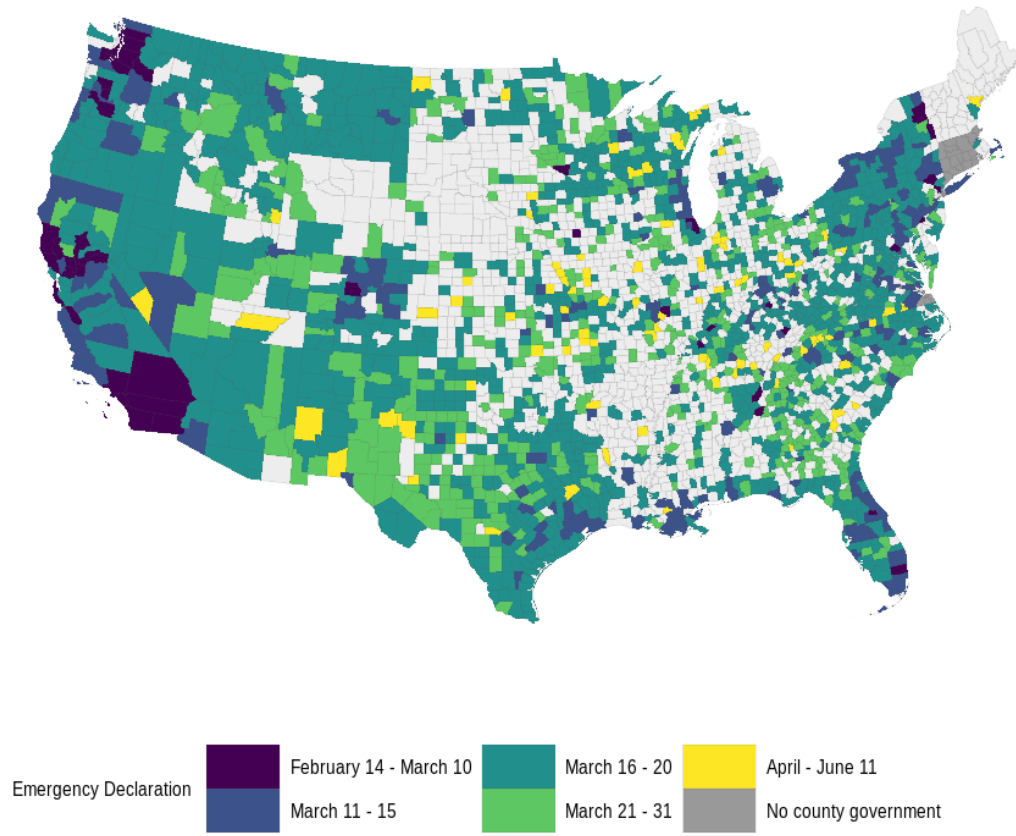 Emergency Declaration
February 14 - March 10
March 11 - 15
March 16 - 20
March 21 - 31
April - June 11
No county government